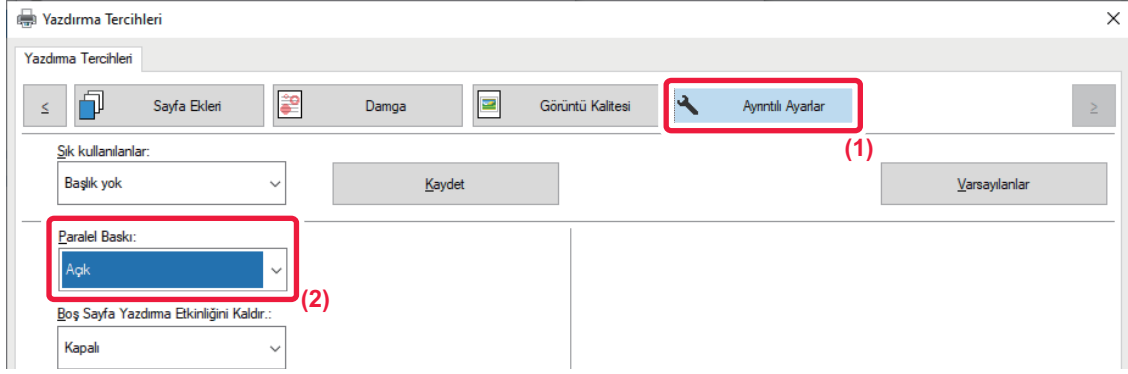 Yazdırma Tercihleri
Yazdırma Tercihleri
< Sayfa Ekleri Damga Görüntü Kalitesi Ayrıntılı Ayarlar >
(1)
Sık kullanılanlar:
Başlık yok Kaydet Varsayılanlar
Paralel Baskı:
Açık
(2)
Boş Sayfa Yazdırma Etkinliğini Kaldır.:
Kapalı